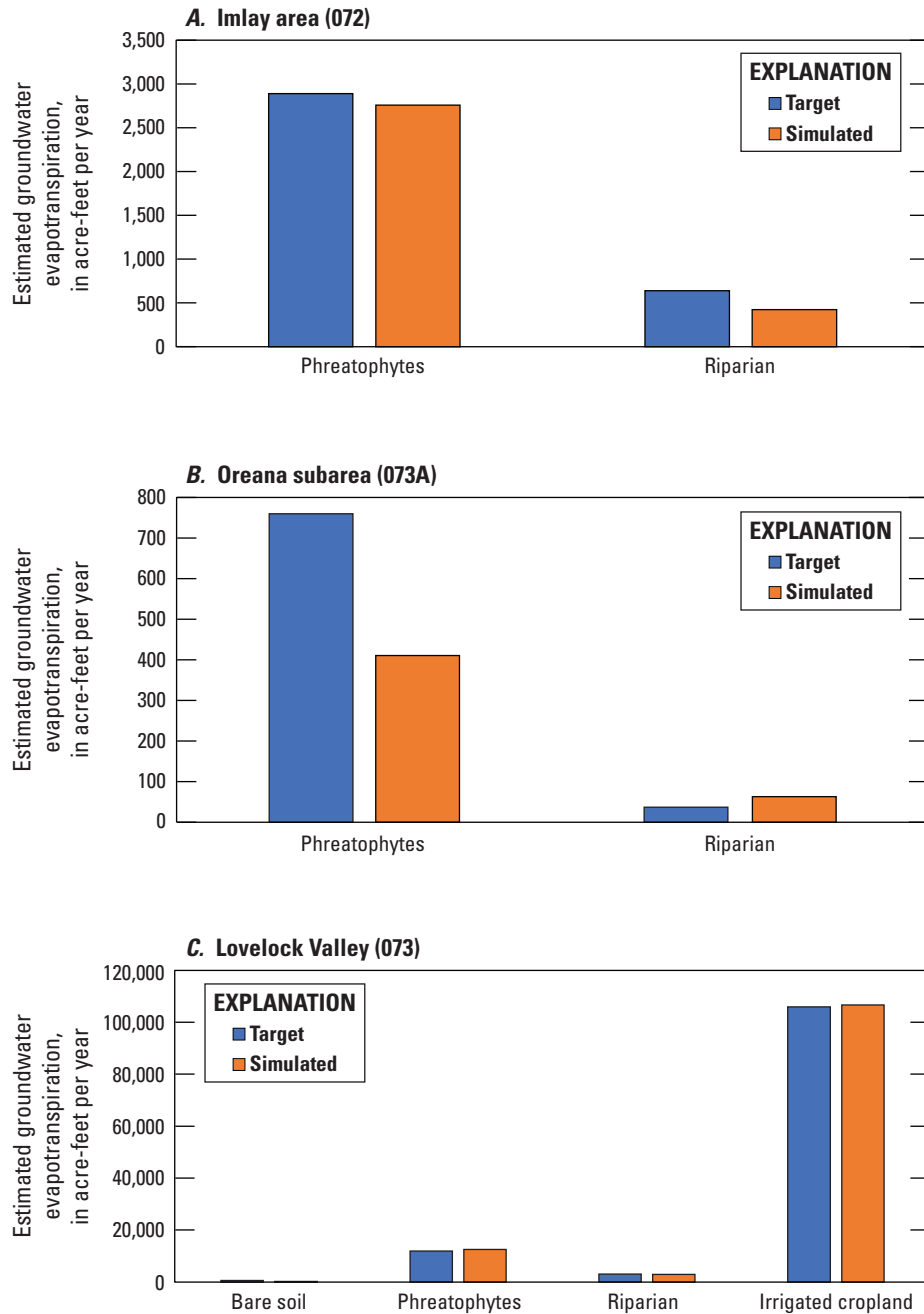 A. Imlay area (072)
Estimated groundwater
evapotranspiration,
in acre-feet per year
3,500
3,000
2,500
2,000
1,500
1,000
500
0
EXPLANATION
Target
Simulated
Phreatophytes
Riparian
B. Oreana subarea (073A)
Estimated groundwater
evapotranspiration,
in acre-feet per year
800
700
600
500
400
300
200
100
0
EXPLANATION
Target
Simulated
Phreatophytes
Riparian
C. Lovelock Valley (073)
Estimated groundwater
evapotranspiration,
in acre-feet per year
120,000
100,000
80,000
60,000
40,000
20,000
0
EXPLANATION
Target
Simulated
Bare soil
Phreatophytes
Riparian
Irrigated cropland